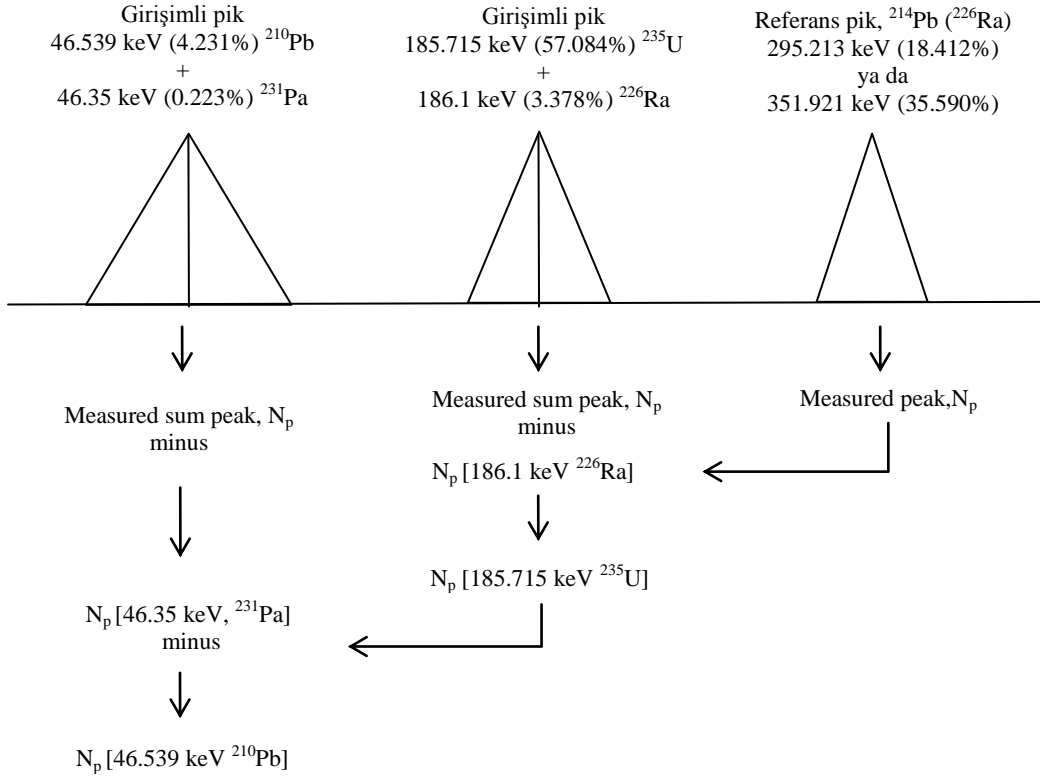 Girişimli pik
46.539 keV (4.231%) ²¹⁰Pb
+
46.35 keV (0.223%) ²³¹Pa
Girişimli pik
185.715 keV (57.084%) ²³⁵U
+
186.1 keV (3.378%) ²²⁶Ra
Referans pik, ²¹⁴Pb (²²⁶Ra)
295.213 keV (18.412%)
ya da
351.921 keV (35.590%)
Measured sum peak, Nₚ
minus
Nₚ [46.35 keV, ²³¹Pa]
minus
Nₚ [46.539 keV ²¹⁰Pb]
Measured sum peak, Nₚ
minus
Nₚ [186.1 keV ²²⁶Ra]
Nₚ [185.715 keV ²³⁵U]
Measured peak,Nₚ